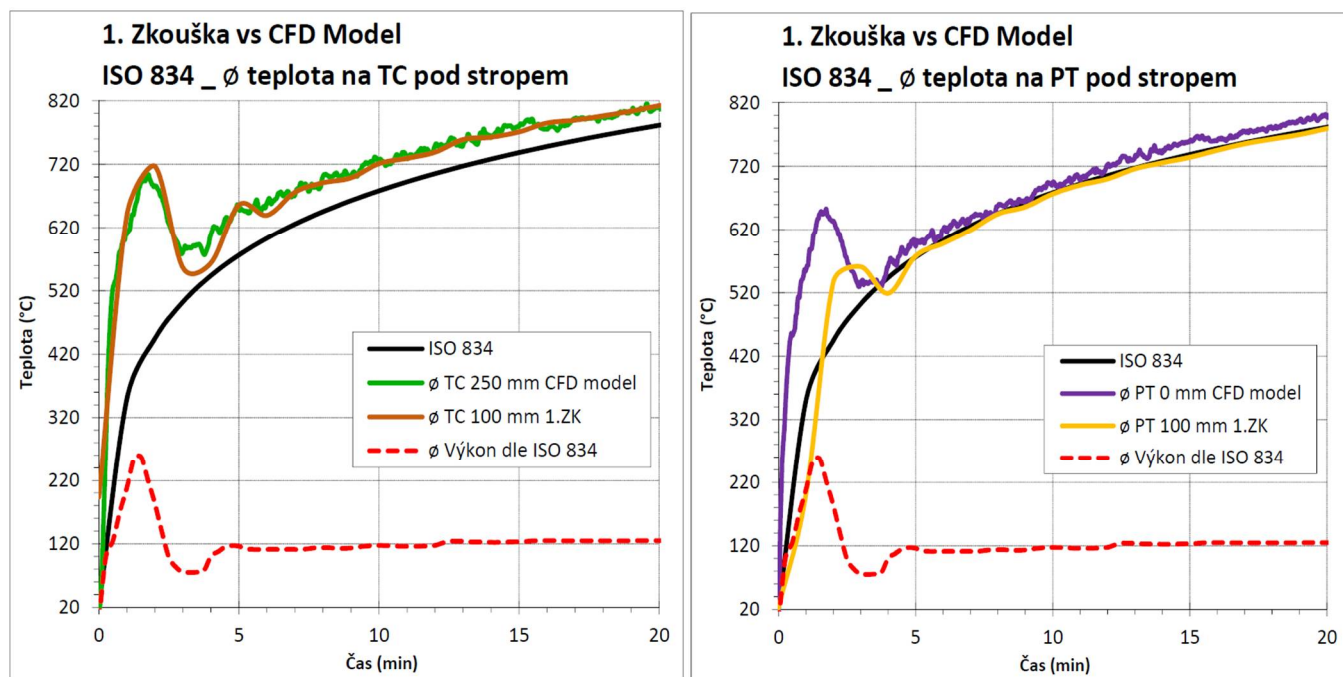 1. Zkouška vs CFD Model
ISO 834 _ ø teplota na TC pod stropem
820
720
620
520
420
320
220
120
20
Teplota (°C)
ISO 834
ø TC 250 mm CFD model
ø TC 100 mm 1.ZK
ø Výkon dle ISO 834
0
5
10
15
20
Čas (min)
1. Zkouška vs CFD Model
ISO 834 _ ø teplota na PT pod stropem
820
720
620
520
420
320
220
120
20
Teplota (°C)
ISO 834
ø PT 0 mm CFD model
ø PT 100 mm 1.ZK
ø Výkon dle ISO 834
0
5
10
15
20
Čas (min)